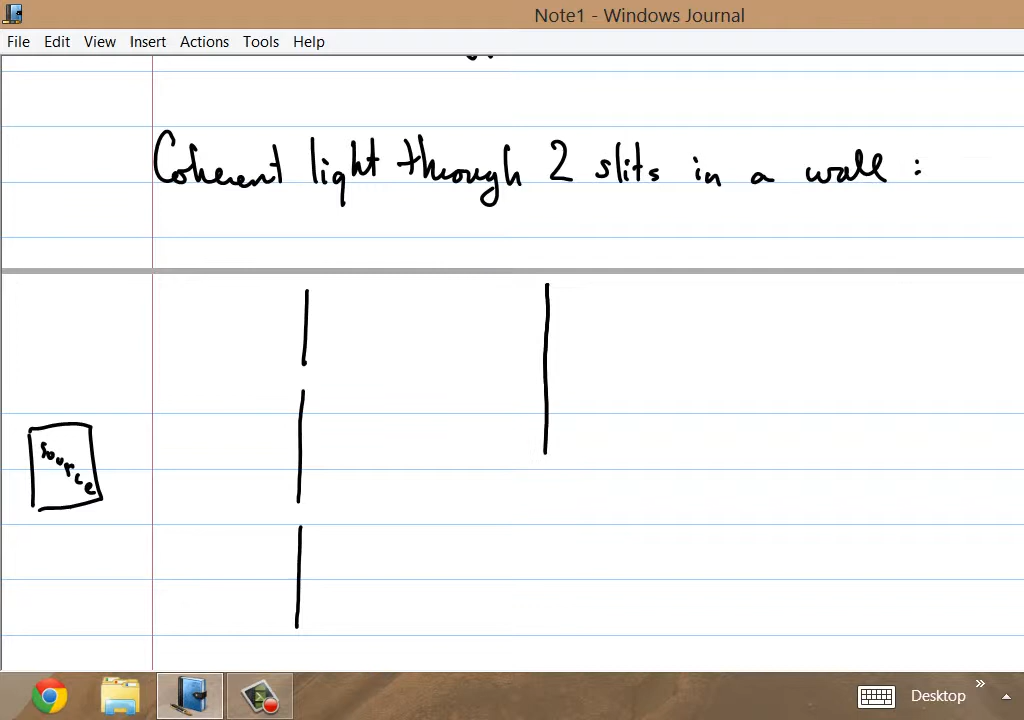 Note1 - Windows Journal
File Edit View Insert Actions Tools Help
Coherent light through 2 slits in a wall :
Source
Desktop